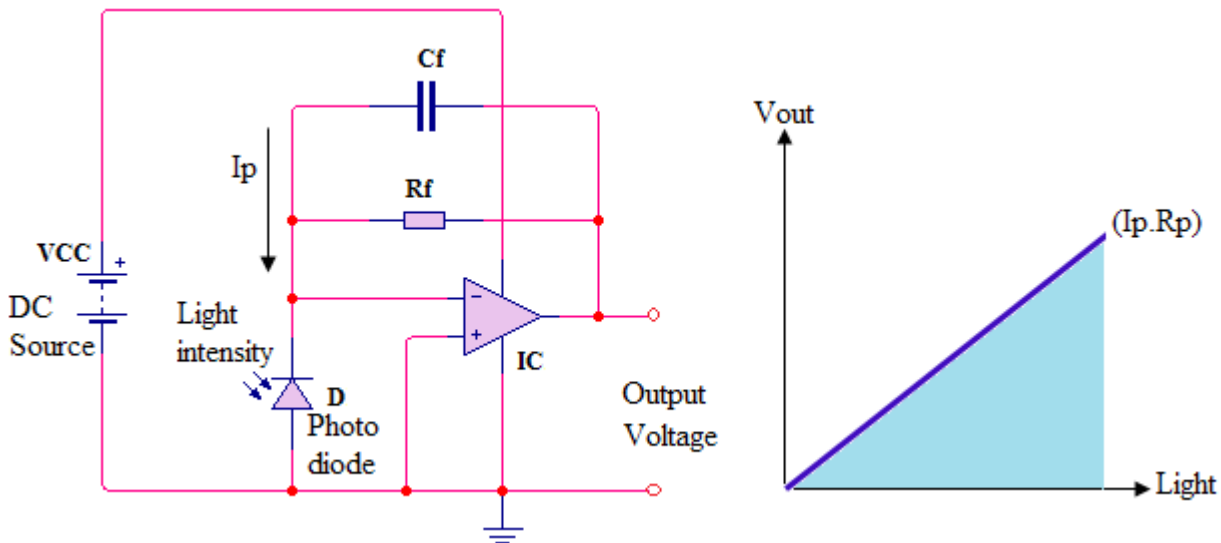 Cf
Ip
Rf
VCC
+
DC
Source
Light
intensity
−
+
IC
D
Photo
diode
Output
Voltage
Vout
(Ip.Rp)
Light